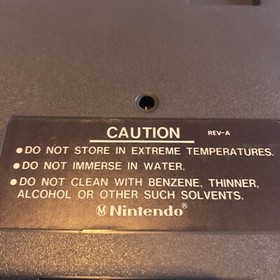 CAUTION REV-A
●DO NOT STORE IN EXTREME TEMPERATURES.
●DO NOT IMMERSE IN WATER.
●DO NOT CLEAN WITH BENZENE, THINNER,
ALCOHOL OR OTHER SUCH SOLVENTS.
Ⓜ Nintendo®